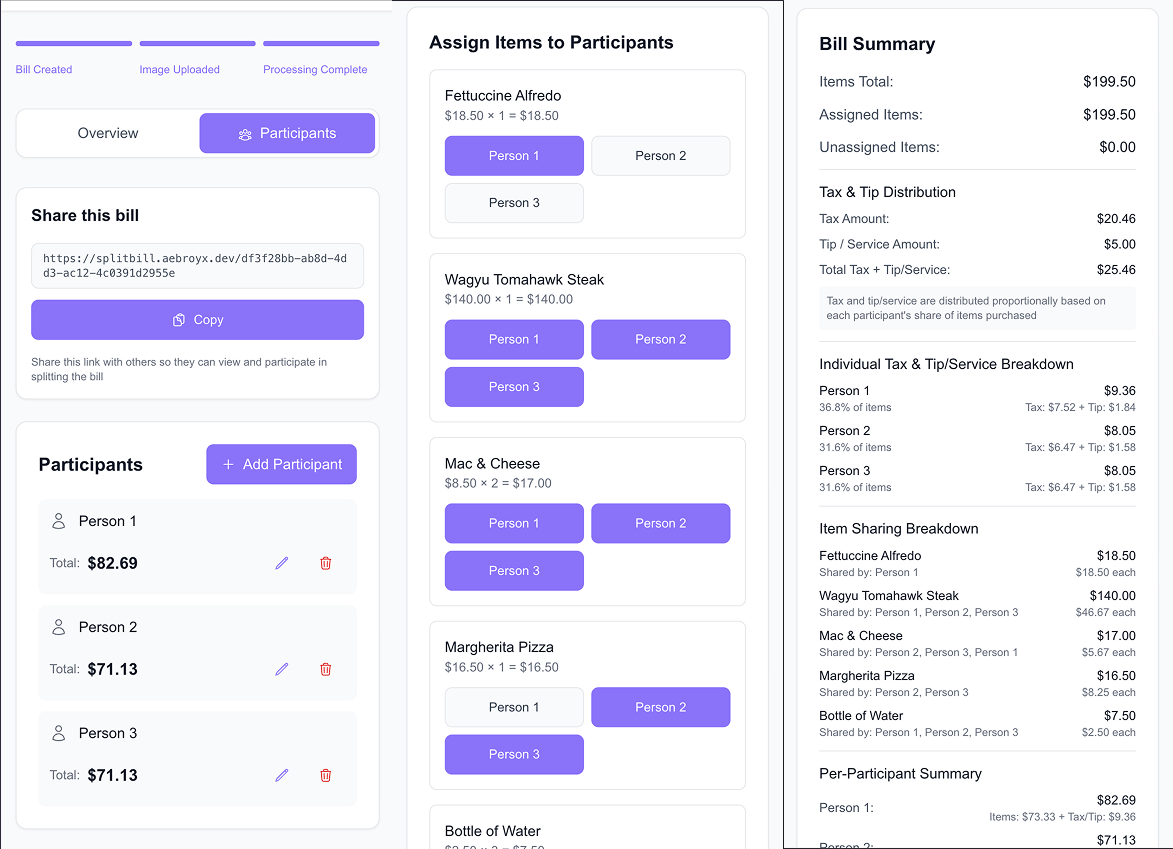 Bill Created
Image Uploaded
Processing Complete
Overview
Participants
Share this bill
https://splitbill.aebroyx.dev/df3f28bb-ab8d-4d
d3-ac12-4c0391d2955e
Copy
Share this link with others so they can view and participate in
splitting the bill
Participants
+ Add Participant
Person 1
Total: $82.69
Person 2
Total: $71.13
Person 3
Total: $71.13
Assign Items to Participants
Fettuccine Alfredo
$18.50 × 1 = $18.50
Person 1
Person 2
Person 3
Wagyu Tomahawk Steak
$140.00 × 1 = $140.00
Person 1
Person 2
Person 3
Mac & Cheese
$8.50 × 2 = $17.00
Person 1
Person 2
Person 3
Margherita Pizza
$16.50 × 1 = $16.50
Person 1
Person 2
Person 3
Bottle of Water
$2.50 × 3 = $7.50
Bill Summary
Items Total: $199.50
Assigned Items: $199.50
Unassigned Items: $0.00
Tax & Tip Distribution
Tax Amount: $20.46
Tip / Service Amount: $5.00
Total Tax + Tip/Service: $25.46
Tax and tip/service are distributed proportionally based on
each participant's share of items purchased
Individual Tax & Tip/Service Breakdown
Person 1 $9.36
36.8% of items Tax: $7.52 + Tip: $1.84
Person 2 $8.05
31.6% of items Tax: $6.47 + Tip: $1.58
Person 3 $8.05
31.6% of items Tax: $6.47 + Tip: $1.58
Item Sharing Breakdown
Fettuccine Alfredo $18.50
Shared by: Person 1 $18.50 each
Wagyu Tomahawk Steak $140.00
Shared by: Person 1, Person 2, Person 3 $46.67 each
Mac & Cheese $17.00
Shared by: Person 2, Person 3, Person 1 $5.67 each
Margherita Pizza $16.50
Shared by: Person 2, Person 3 $8.25 each
Bottle of Water $7.50
Shared by: Person 1, Person 2, Person 3 $2.50 each
Per-Participant Summary
Person 1: $82.69
Items: $73.33 + Tax/Tip: $9.36
Person 2: $71.13